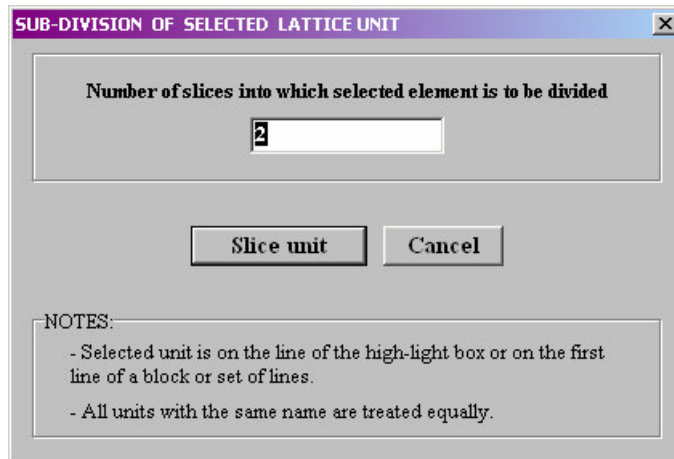 SUB-DIVISION OF SELECTED LATTICE UNIT
Number of slices into which selected element is to be divided
2
Slice unit
Cancel
NOTES:
- Selected unit is on the line of the high-light box or on the first
line of a block or set of lines.
- All units with the same name are treated equally.